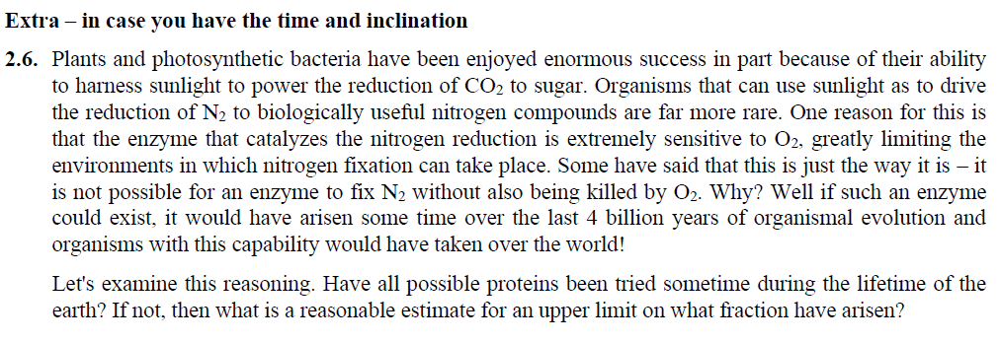 Extra – in case you have the time and inclination
2.6. Plants and photosynthetic bacteria have been enjoyed enormous success in part because of their ability
to harness sunlight to power the reduction of CO2 to sugar. Organisms that can use sunlight as to drive
the reduction of N2 to biologically useful nitrogen compounds are far more rare. One reason for this is
that the enzyme that catalyzes the nitrogen reduction is extremely sensitive to O2, greatly limiting the
environments in which nitrogen fixation can take place. Some have said that this is just the way it is – it
is not possible for an enzyme to fix N2 without also being killed by O2. Why? Well if such an enzyme
could exist, it would have arisen some time over the last 4 billion years of organismal evolution and
organisms with this capability would have taken over the world!
Let's examine this reasoning. Have all possible proteins been tried sometime during the lifetime of the
earth? If not, then what is a reasonable estimate for an upper limit on what fraction have arisen?